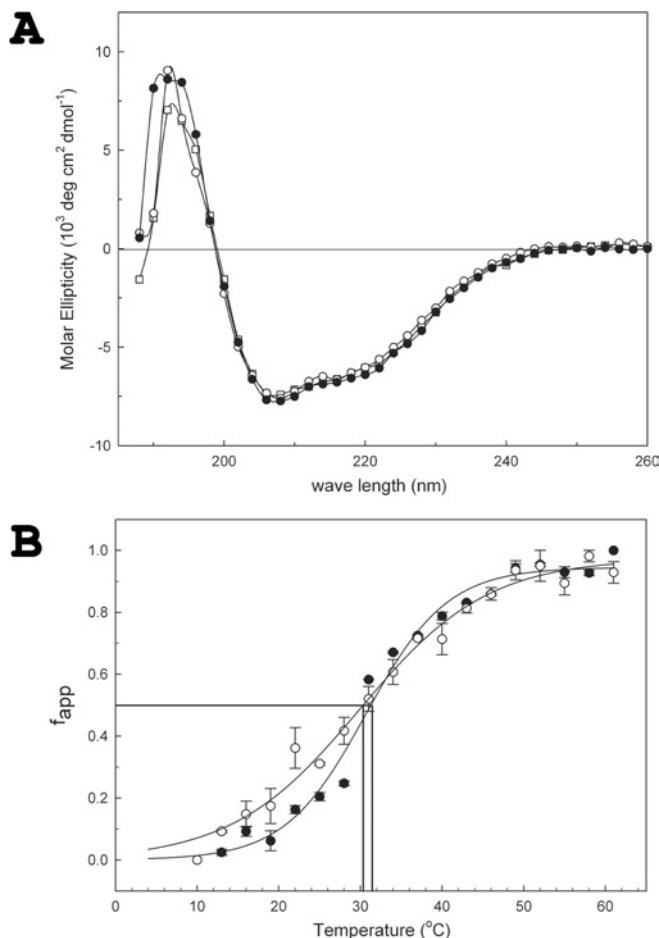 A
10
5
0
-5
-10
Molar Ellipticity (10³ deg cm² dmol⁻¹)
200 220 240 260
wave length (nm)
B
1.0
0.8
0.6
0.4
0.2
0.0
fapp
0 10 20 30 40 50 60
Temperature (°C)